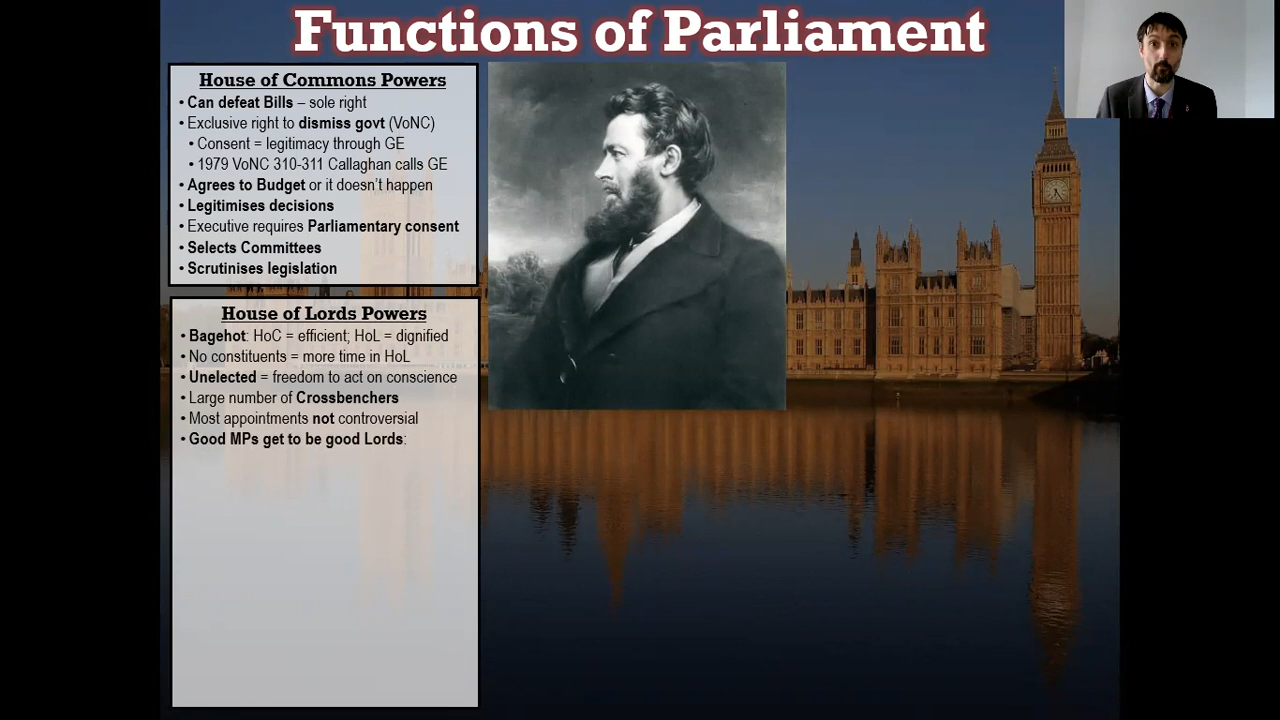 Functions of Parliament
House of Commons Powers
• Can defeat Bills – sole right
• Exclusive right to dismiss govt (VoNC)
• Consent = legitimacy through GE
• 1979 VoNC 310-311 Callaghan calls GE
• Agrees to Budget or it doesn't happen
• Legitimises decisions
• Executive requires Parliamentary consent
• Selects Committees
• Scrutinises legislation
House of Lords Powers
• Bagehot: HoC = efficient; HoL = dignified
• No constituents = more time in HoL
• Unelected = freedom to act on conscience
• Large number of Crossbenchers
• Most appointments not controversial
• Good MPs get to be good Lords: